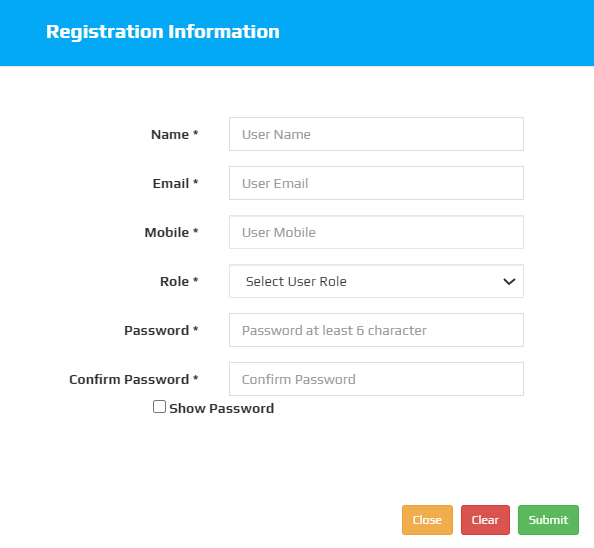 Registration Information
Name * User Name
Email * User Email
Mobile * User Mobile
Role * Select User Role
Password * Password at least 6 character
Confirm Password * Confirm Password
Show Password
Close Clear Submit